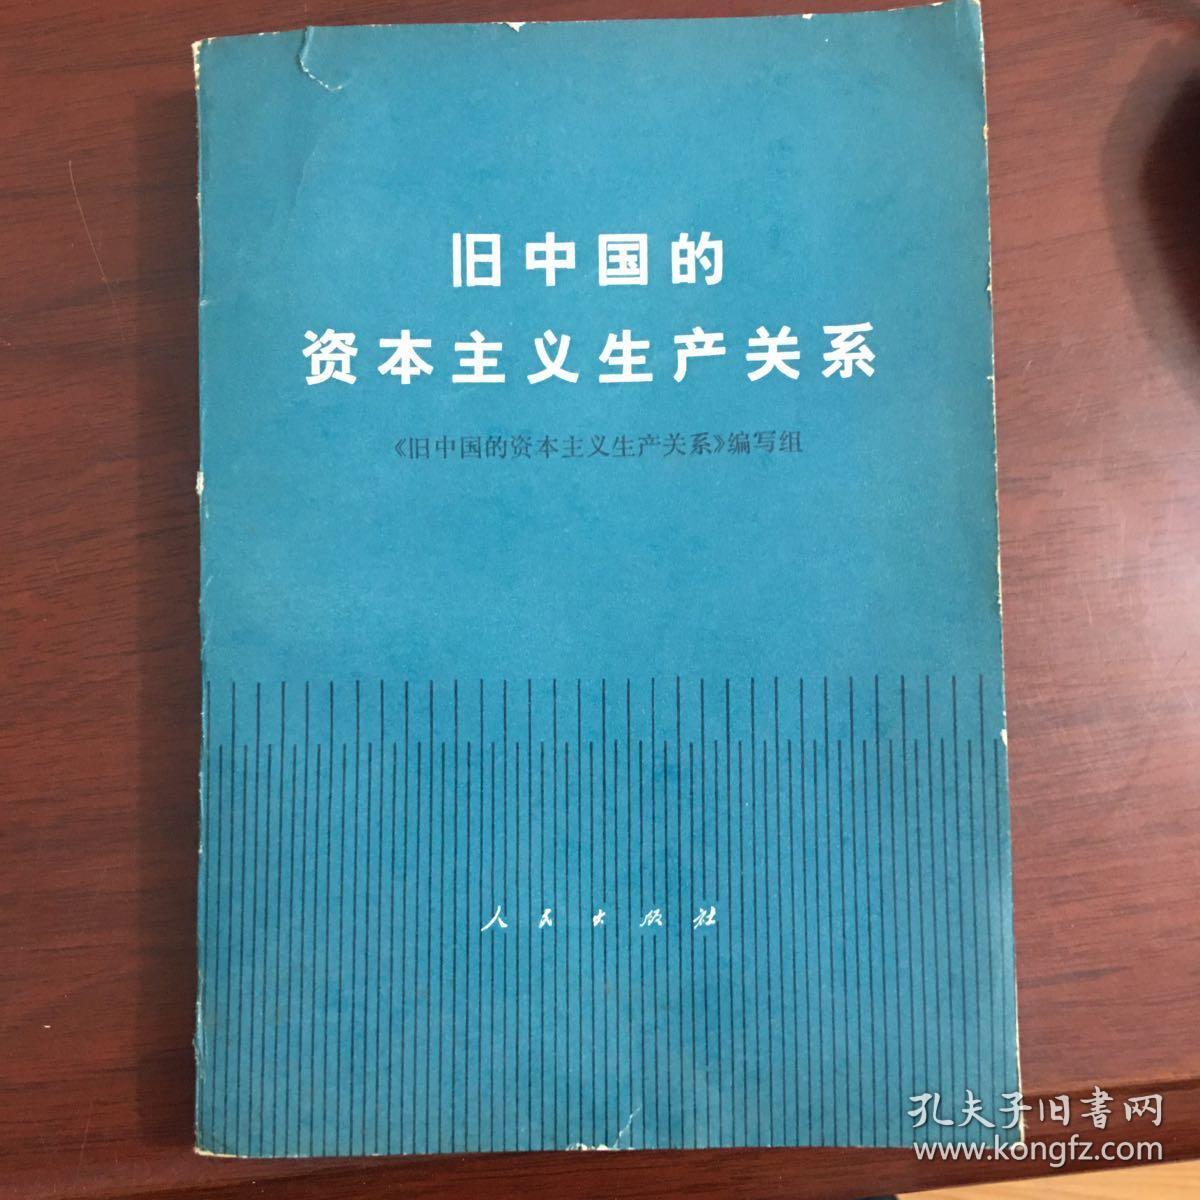 旧中国的
资本主义生产关系
《旧中国的资本主义生产关系》编写组
人民出版社
孔夫子旧書网
www.kongfz.com